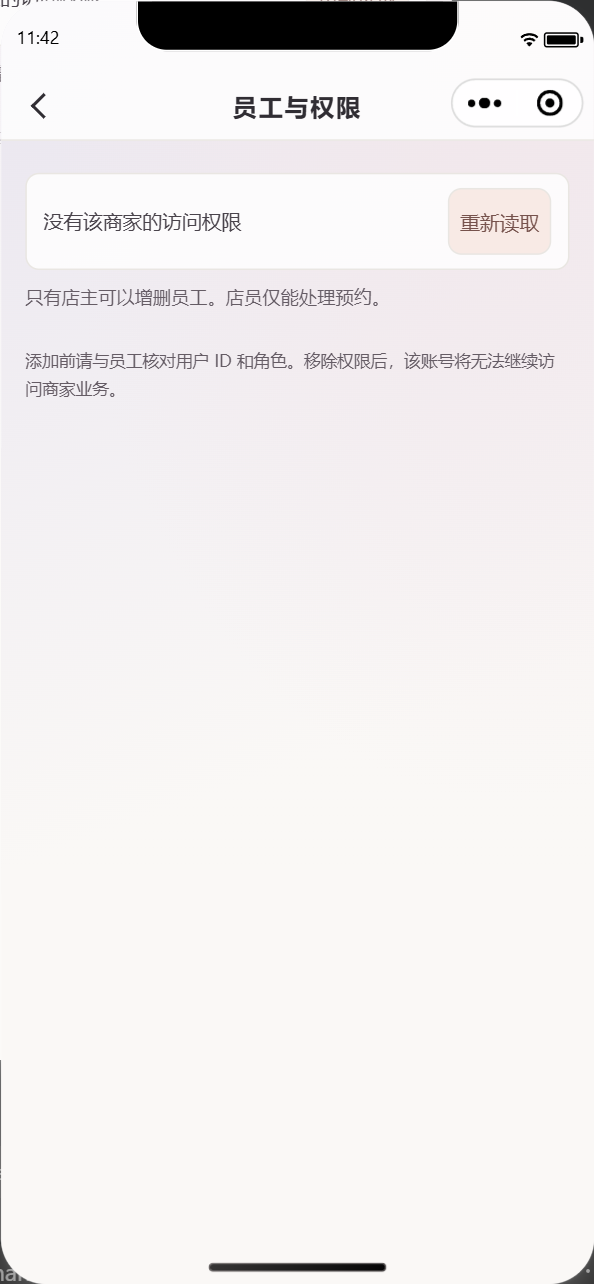 11:42
员工与权限
没有该商家的访问权限
重新读取
只有店主可以增删员工。店员仅能处理预约。
添加前请与员工核对用户 ID 和角色。移除权限后，该账号将无法继续访
问商家业务。